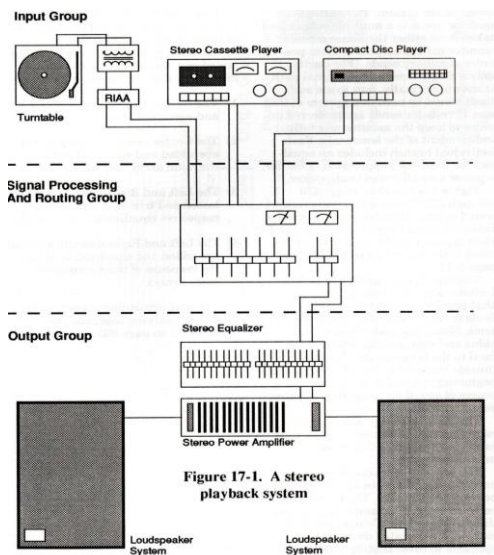 Input Group
Stereo Cassette Player
Compact Disc Player
RIAA
Turntable
Signal Processing
And Routing Group
Output Group
Stereo Equalizer
Stereo Power Amplifier
Figure 17-1. A stereo
playback system
Loudspeaker
System
Loudspeaker
System